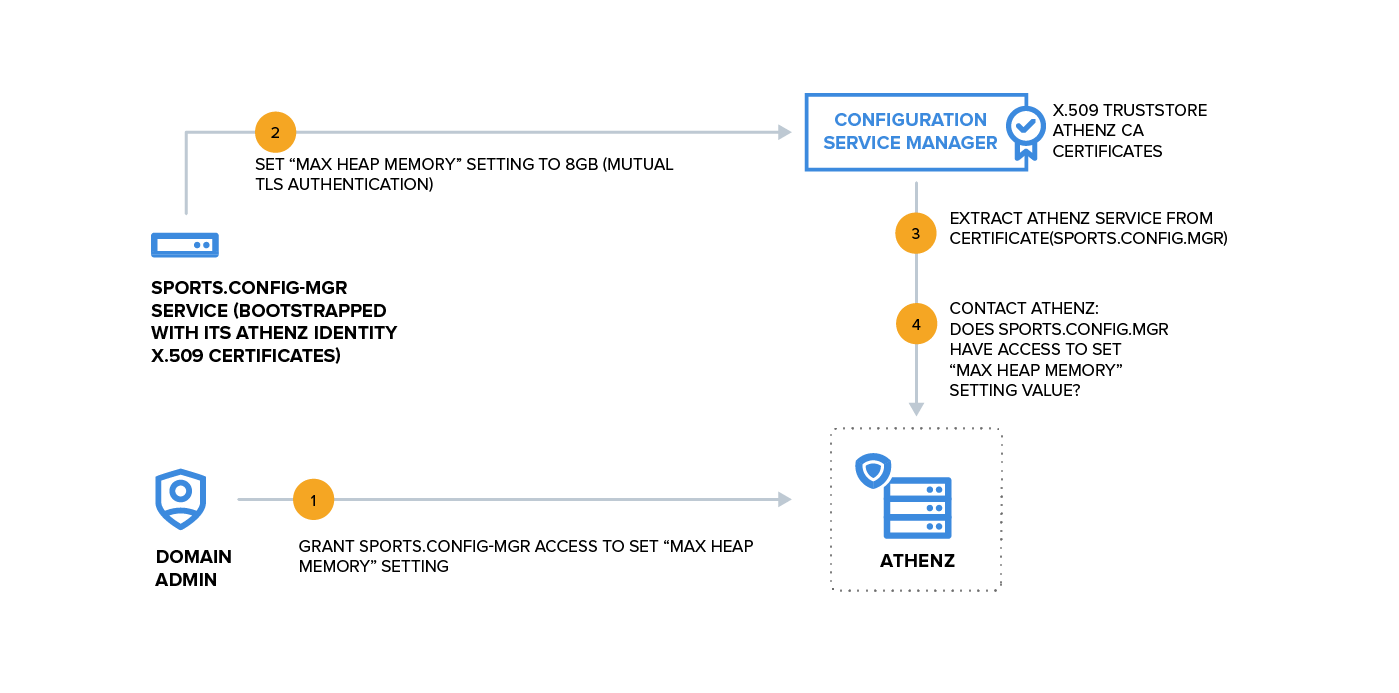 2
SET “MAX HEAP MEMORY” SETTING TO 8GB (MUTUAL
TLS AUTHENTICATION)
CONFIGURATION
SERVICE MANAGER
X.509 TRUSTSTORE
ATHENZ CA
CERTIFICATES
SPORTS.CONFIG-MGR
SERVICE (BOOTSTRAPPED
WITH ITS ATHENZ IDENTITY
X.509 CERTIFICATES)
3
EXTRACT ATHENZ SERVICE FROM
CERTIFICATE(SPORTS.CONFIG.MGR)
4
CONTACT ATHENZ:
DOES SPORTS.CONFIG.MGR
HAVE ACCESS TO SET
“MAX HEAP MEMORY”
SETTING VALUE?
DOMAIN
ADMIN
1
GRANT SPORTS.CONFIG-MGR ACCESS TO SET “MAX HEAP
MEMORY” SETTING
ATHENZ